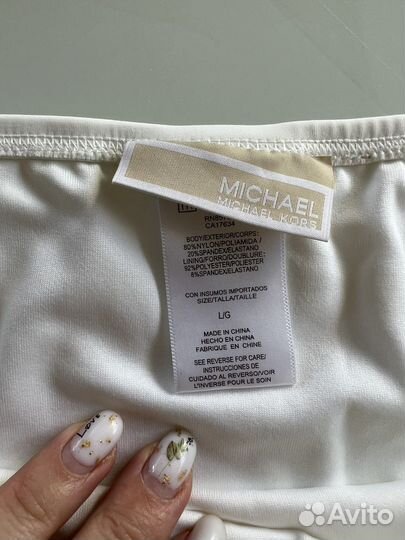 MICHAEL
MICHAEL KORS
CA17634
BODY/EXTERIOR/CORPS:
80%NYLON/POLIAMIDA/
20%SPANDEX/ELASTANO
LINING/FORRO/DOUBLURE:
92%POLYESTER/POLIESTER
8%SPANDEX/ELASTANO
CON INSUMOS IMPORTADOS
SIZE/TALLA/TAILLE
L/G
MADE IN CHINA
HECHO EN CHINA
FABRIQUE EN CHINE
SEE REVERSE FOR CARE/
INSTRUCCIONES DE
CUIDADO AL REVERSO/VOIR
L'INVERSE POUR LE SOIN
Love
Avito